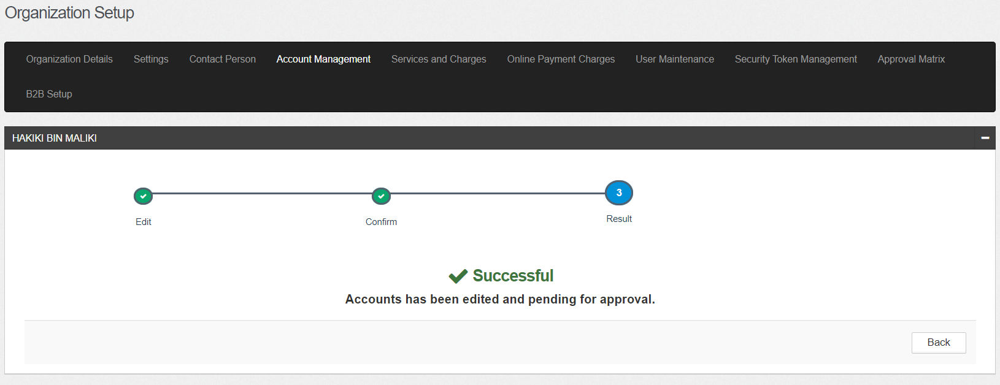 Organization Setup
Organization Details Settings Contact Person Account Management Services and Charges Online Payment Charges User Maintenance Security Token Management Approval Matrix
B2B Setup
HAKIKI BIN MALIKI
3
Edit Confirm Result
Successful
Accounts has been edited and pending for approval.
Back